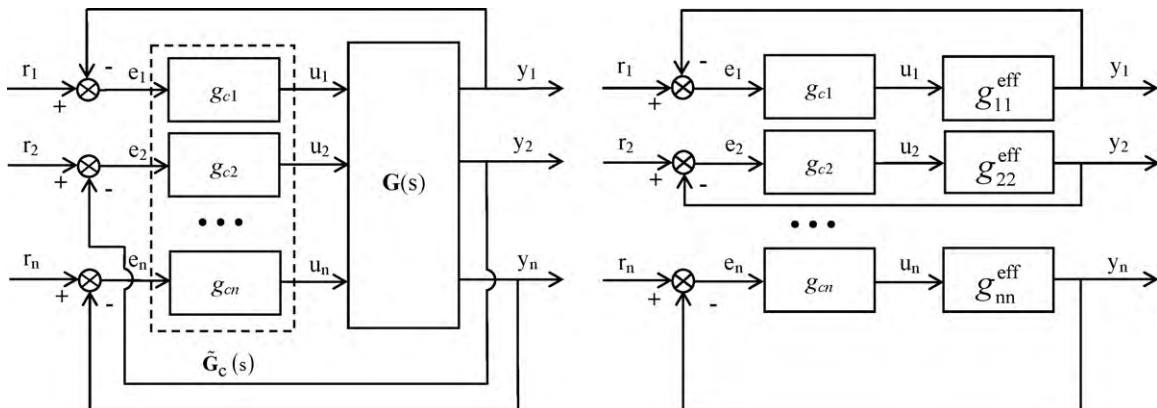 - -
r1 e1 u1 y1 r1 e1 u1 y1
+ gc1 + gc1 g11eff
r2 e2 u2 y2 r2 e2 u2 y2
+ - gc2 G(s) + - gc2 g22eff
••• •••
rn en un yn rn en un yn
+ - gcn + - gcn gnneff
G̃c(s)